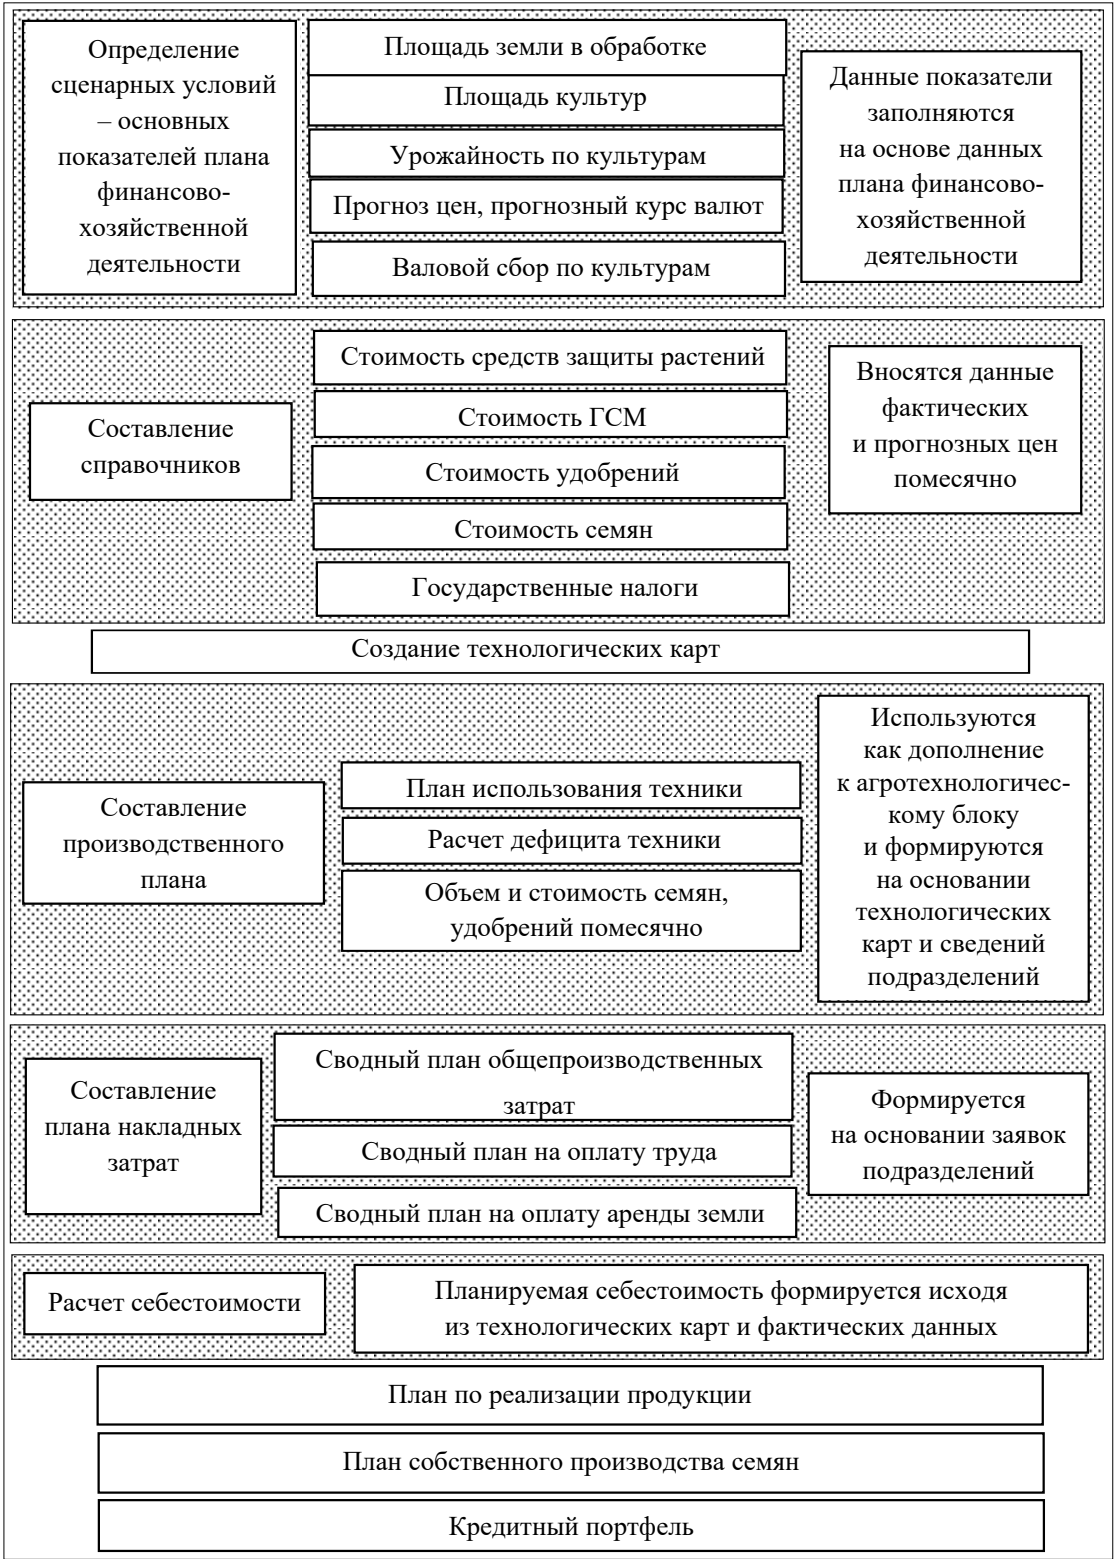 Определение
сценарных условий
– основных
показателей плана
финансово-
хозяйственной
деятельности
Площадь земли в обработке
Площадь культур
Урожайность по культурам
Прогноз цен, прогнозный курс валют
Валовой сбор по культурам
Данные показатели
заполняются
на основе данных
плана финансово-
хозяйственной
деятельности
Составление
справочников
Стоимость средств защиты растений
Стоимость ГСМ
Стоимость удобрений
Стоимость семян
Государственные налоги
Вносятся данные
фактических
и прогнозных цен
помесячно
Создание технологических карт
Составление
производственного
плана
План использования техники
Расчет дефицита техники
Объем и стоимость семян,
удобрений помесячно
Используются
как дополнение
к агротехнологичес-
кому блоку
и формируются
на основании
технологических
карт и сведений
подразделений
Составление
плана накладных
затрат
Сводный план общепроизводственных
затрат
Сводный план на оплату труда
Сводный план на оплату аренды земли
Формируется
на основании заявок
подразделений
Расчет себестоимости
Планируемая себестоимость формируется исходя
из технологических карт и фактических данных
План по реализации продукции
План собственного производства семян
Кредитный портфель